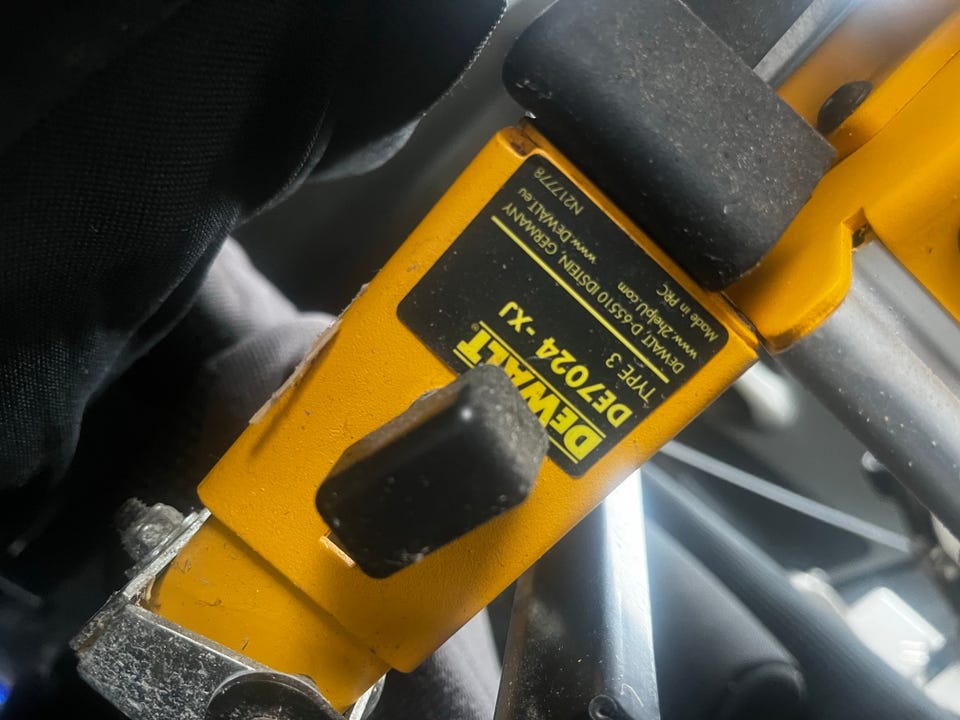 DEWALT®
DE7024 -XJ
TYPE 3
DEWALT, D-65510 IDSTEIN, GERMANY
www.2helpU.com www.DEWALT.eu
Made in PRC N217778